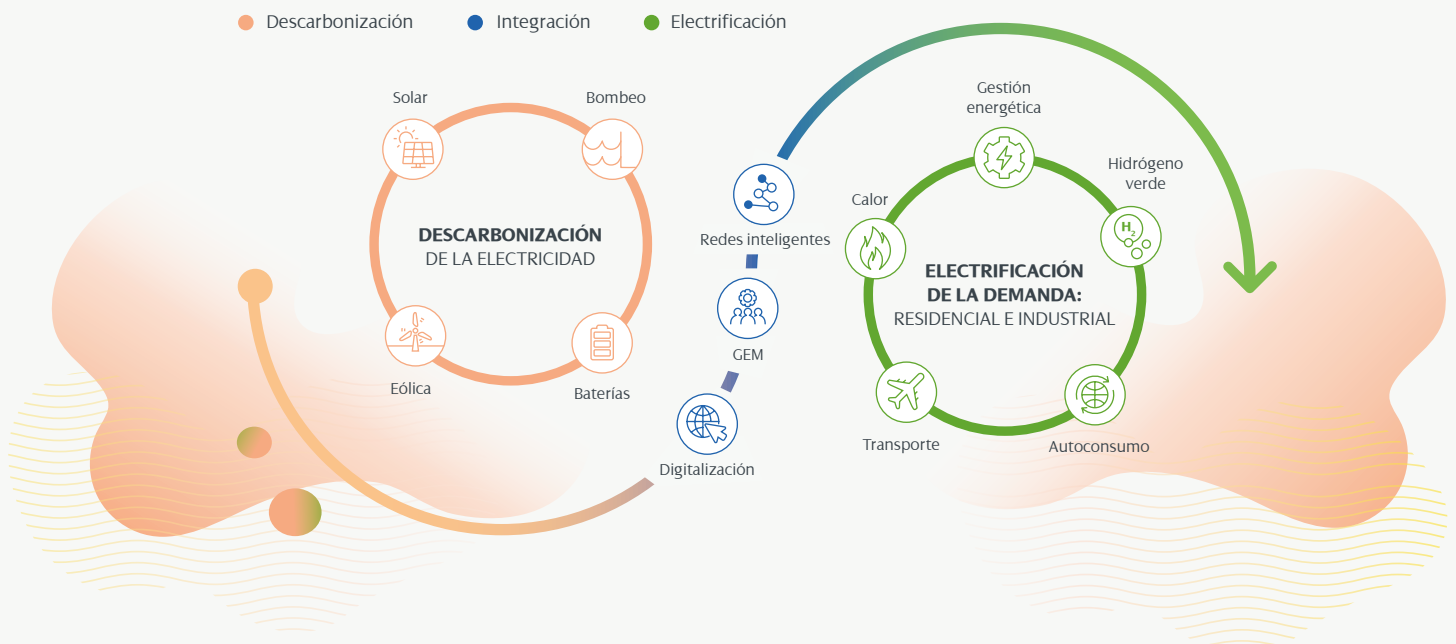 Descarbonización
Integración
Electrificación
Solar
Bombeo
DESCARBONIZACIÓN
DE LA ELECTRICIDAD
Eólica
Baterías
Redes inteligentes
GEM
Digitalización
Gestión
energética
Hidrógeno
verde
Calor
H2
ELECTRIFICACIÓN
DE LA DEMANDA:
RESIDENCIAL E INDUSTRIAL
Transporte
Autoconsumo